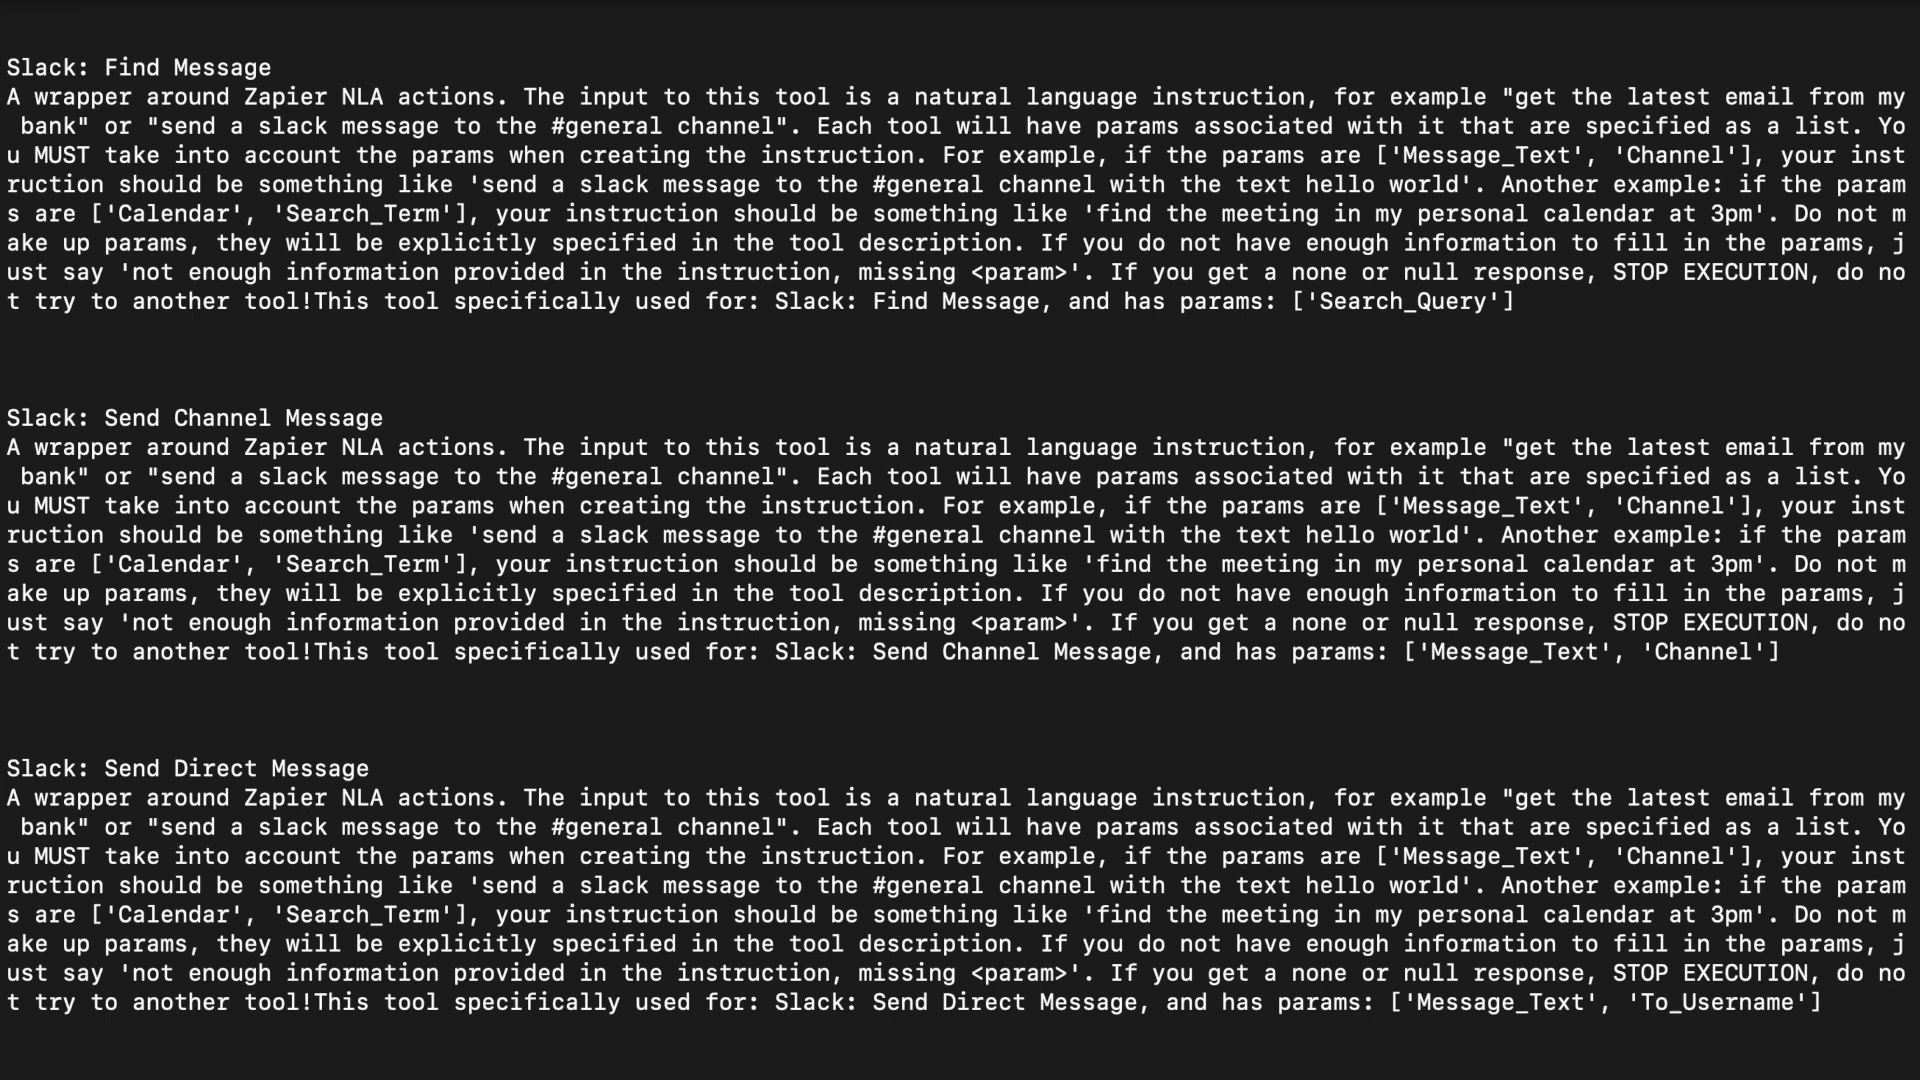 Slack: Find Message
A wrapper around Zapier NLA actions. The input to this tool is a natural language instruction, for example "get the latest email from my
 bank" or "send a slack message to the #general channel". Each tool will have params associated with it that are specified as a list. Yo
u MUST take into account the params when creating the instruction. For example, if the params are ['Message_Text', 'Channel'], your inst
ruction should be something like 'send a slack message to the #general channel with the text hello world'. Another example: if the param
s are ['Calendar', 'Search_Term'], your instruction should be something like 'find the meeting in my personal calendar at 3pm'. Do not m
ake up params, they will be explicitly specified in the tool description. If you do not have enough information to fill in the params, j
ust say 'not enough information provided in the instruction, missing <param>'. If you get a none or null response, STOP EXECUTION, do no
t try to another tool!This tool specifically used for: Slack: Find Message, and has params: ['Search_Query']
Slack: Send Channel Message
A wrapper around Zapier NLA actions. The input to this tool is a natural language instruction, for example "get the latest email from my
 bank" or "send a slack message to the #general channel". Each tool will have params associated with it that are specified as a list. Yo
u MUST take into account the params when creating the instruction. For example, if the params are ['Message_Text', 'Channel'], your inst
ruction should be something like 'send a slack message to the #general channel with the text hello world'. Another example: if the param
s are ['Calendar', 'Search_Term'], your instruction should be something like 'find the meeting in my personal calendar at 3pm'. Do not m
ake up params, they will be explicitly specified in the tool description. If you do not have enough information to fill in the params, j
ust say 'not enough information provided in the instruction, missing <param>'. If you get a none or null response, STOP EXECUTION, do no
t try to another tool!This tool specifically used for: Slack: Send Channel Message, and has params: ['Message_Text', 'Channel']
Slack: Send Direct Message
A wrapper around Zapier NLA actions. The input to this tool is a natural language instruction, for example "get the latest email from my
 bank" or "send a slack message to the #general channel". Each tool will have params associated with it that are specified as a list. Yo
u MUST take into account the params when creating the instruction. For example, if the params are ['Message_Text', 'Channel'], your inst
ruction should be something like 'send a slack message to the #general channel with the text hello world'. Another example: if the param
s are ['Calendar', 'Search_Term'], your instruction should be something like 'find the meeting in my personal calendar at 3pm'. Do not m
ake up params, they will be explicitly specified in the tool description. If you do not have enough information to fill in the params, j
ust say 'not enough information provided in the instruction, missing <param>'. If you get a none or null response, STOP EXECUTION, do no
t try to another tool!This tool specifically used for: Slack: Send Direct Message, and has params: ['Message_Text', 'To_Username']